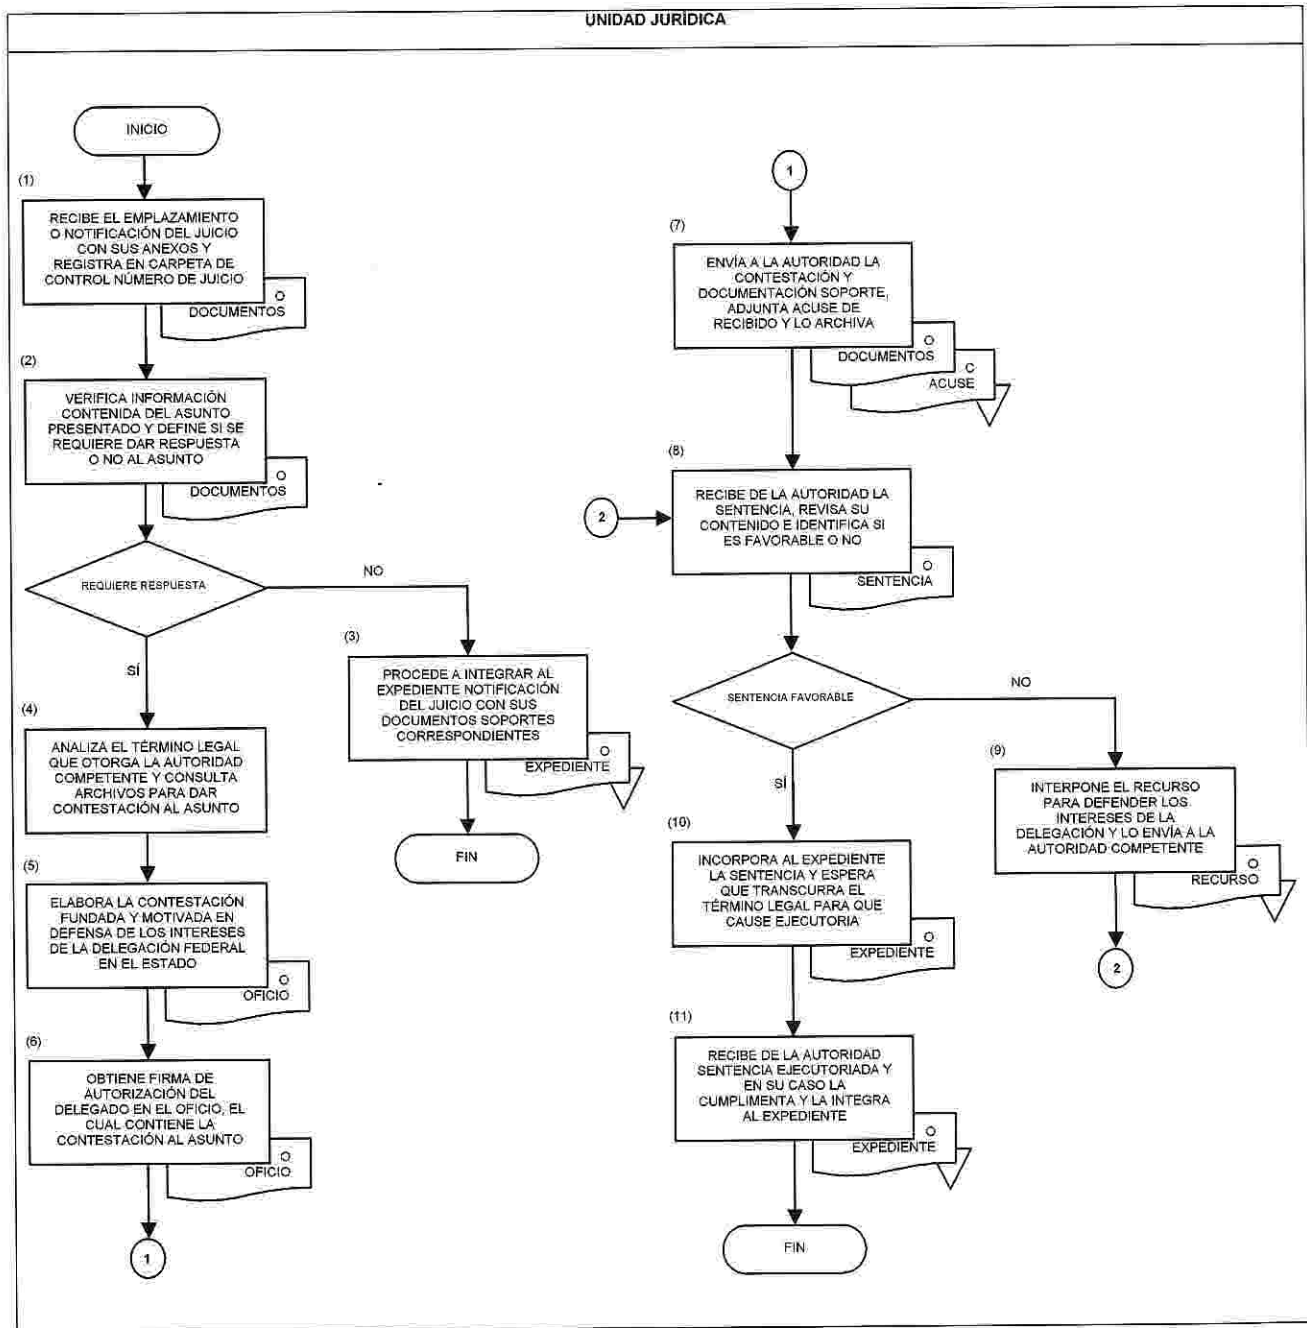 UNIDAD JURÍDICA
INICIO
(1)
RECIBE EL EMPLAZAMIENTO
O NOTIFICACIÓN DEL JUICIO
CON SUS ANEXOS Y
REGISTRA EN CARPETA DE
CONTROL NÚMERO DE JUICIO
O
DOCUMENTOS
(2)
VERIFICA INFORMACIÓN
CONTENIDA DEL ASUNTO
PRESENTADO Y DEFINE SI SE
REQUIERE DAR RESPUESTA
O NO AL ASUNTO
O
DOCUMENTOS
REQUIERE RESPUESTA
NO
SÍ
(3)
PROCEDE A INTEGRAR AL
EXPEDIENTE NOTIFICACIÓN
DEL JUICIO CON SUS
DOCUMENTOS SOPORTES
CORRESPONDIENTES
O
EXPEDIENTE
FIN
(4)
ANALIZA EL TÉRMINO LEGAL
QUE OTORGA LA AUTORIDAD
COMPETENTE Y CONSULTA
ARCHIVOS PARA DAR
CONTESTACIÓN AL ASUNTO
(5)
ELABORA LA CONTESTACIÓN
FUNDADA Y MOTIVADA EN
DEFENSA DE LOS INTERESES
DE LA DELEGACIÓN FEDERAL
EN EL ESTADO
O
OFICIO
(6)
OBTIENE FIRMA DE
AUTORIZACIÓN DEL
DELEGADO EN EL OFICIO, EL
CUAL CONTIENE LA
CONTESTACIÓN AL ASUNTO
O
OFICIO
1
1
(7)
ENVÍA A LA AUTORIDAD LA
CONTESTACIÓN Y
DOCUMENTACIÓN SOPORTE,
ADJUNTA ACUSE DE
RECIBIDO Y LO ARCHIVA
O
DOCUMENTOS
C
ACUSE
(8)
2
RECIBE DE LA AUTORIDAD LA
SENTENCIA, REVISA SU
CONTENIDO E IDENTIFICA SI
ES FAVORABLE O NO
O
SENTENCIA
SENTENCIA FAVORABLE
NO
SÍ
(9)
INTERPONE EL RECURSO
PARA DEFENDER LOS
INTERESES DE LA
DELEGACIÓN Y LO ENVÍA A LA
AUTORIDAD COMPETENTE
O
RECURSO
2
(10)
INCORPORA AL EXPEDIENTE
LA SENTENCIA Y ESPERA
QUE TRANSCURRA EL
TÉRMINO LEGAL PARA QUE
CAUSE EJECUTORIA
O
EXPEDIENTE
(11)
RECIBE DE LA AUTORIDAD
SENTENCIA EJECUTORIADA Y
EN SU CASO LA
CUMPLIMENTA Y LA INTEGRA
AL EXPEDIENTE
O
EXPEDIENTE
FIN